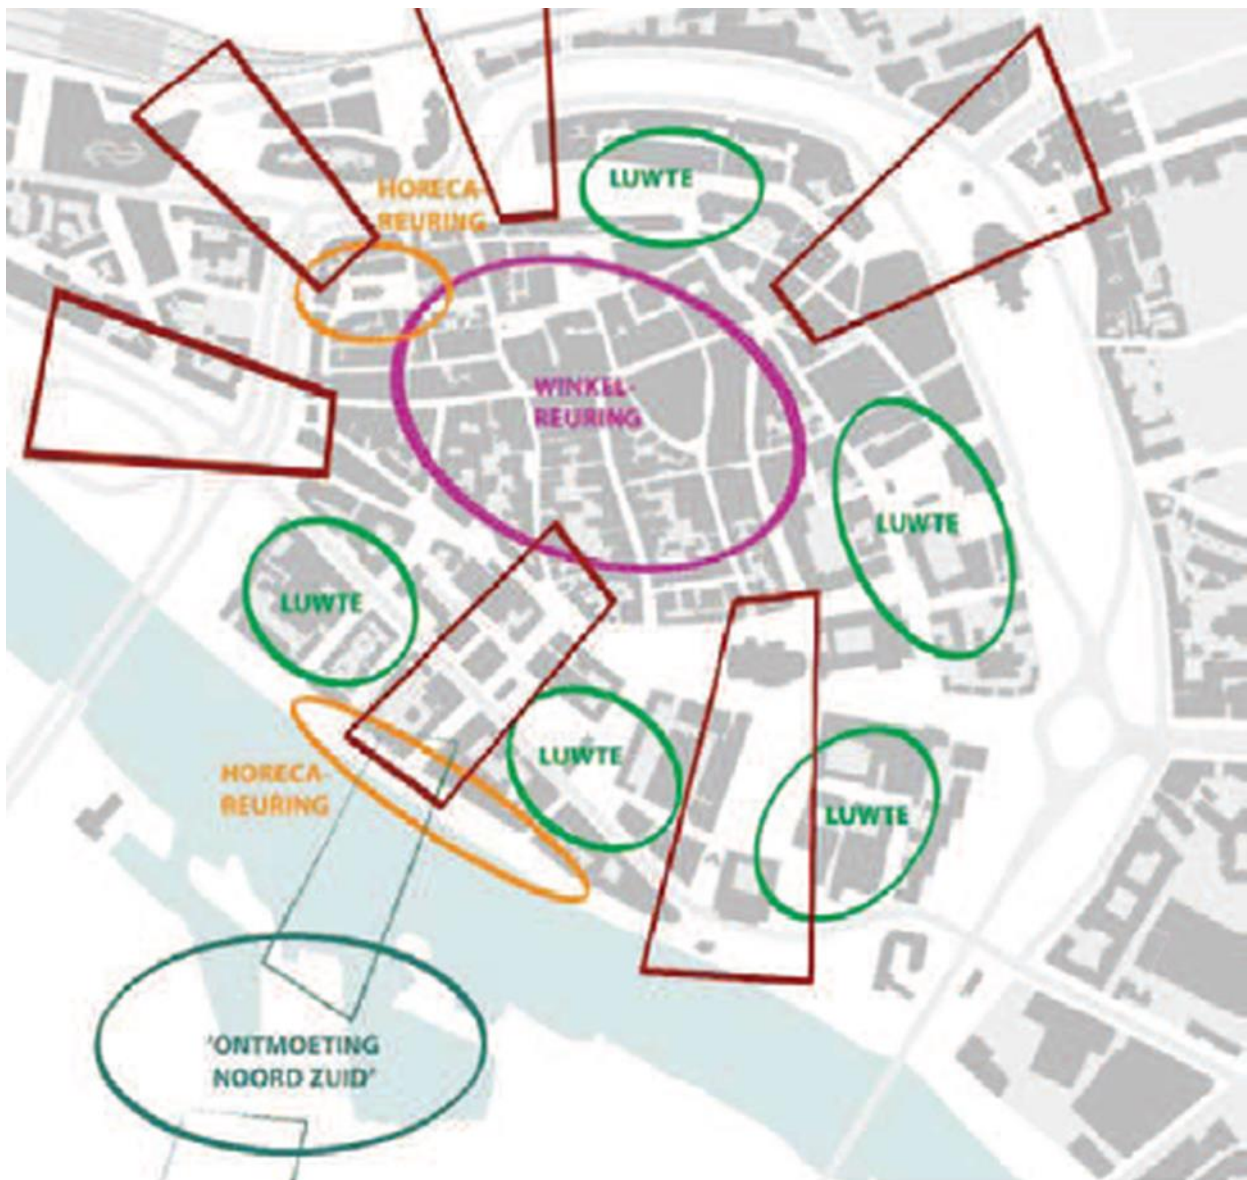 LUWTE
HORECA-
REURING
WINKEL-
REURING
LUWTE
LUWTE
LUWTE
HORECA-
REURING
LUWTE
'ONTMOETING
NOORD ZUID'